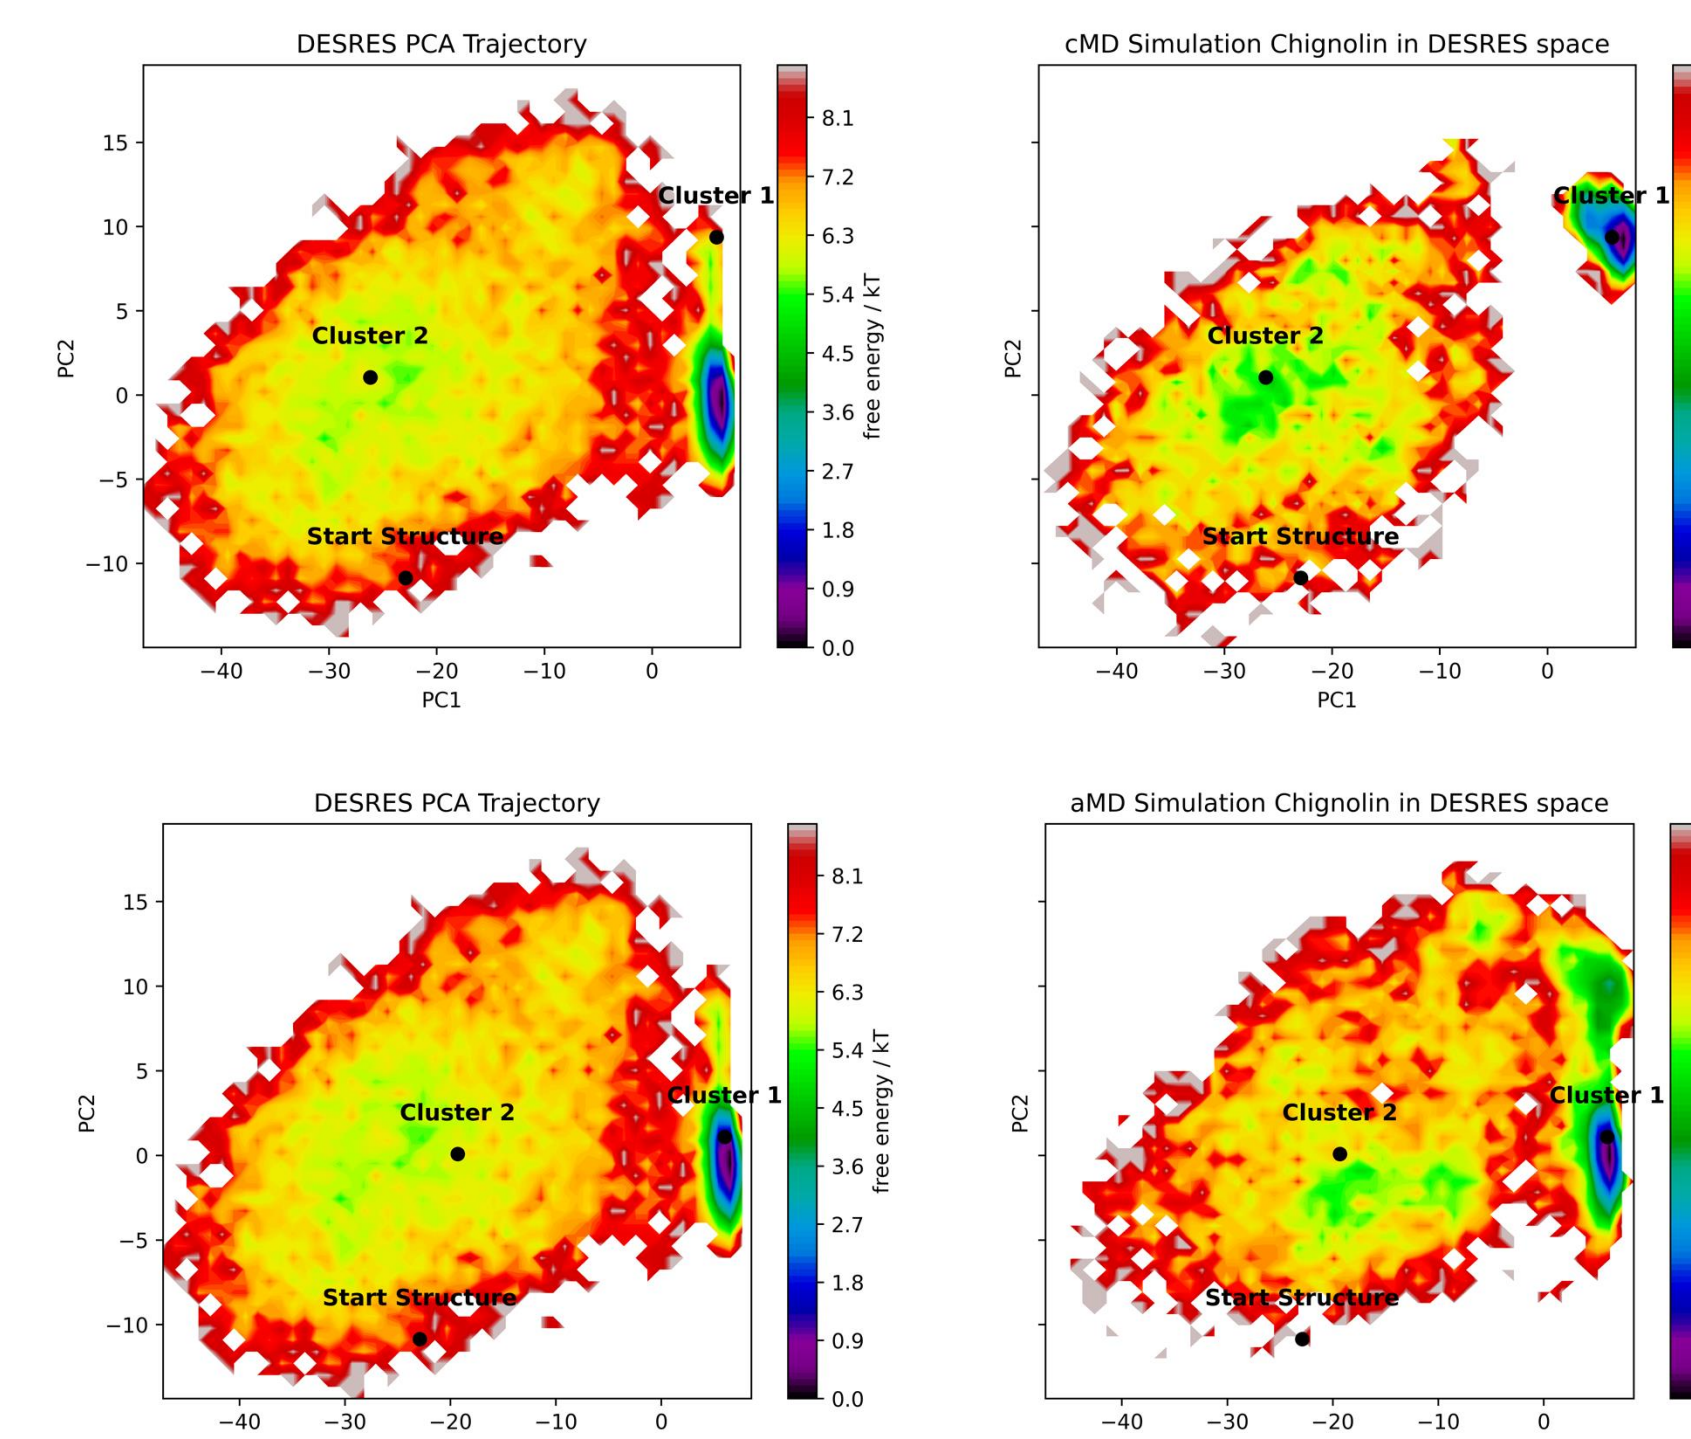 DESRES PCA Trajectory
cMD Simulation Chignolin in DESRES space
PC2
15
10
5
0
−5
−10
Cluster 1
Cluster 2
Start Structure
−40
−30
−20
−10
0
PC1
8.1
7.2
6.3
5.4
4.5
3.6
2.7
1.8
0.9
0.0
free energy / kT
PC2
Cluster 1
Cluster 2
Start Structure
−40
−30
−20
−10
0
PC1
DESRES PCA Trajectory
aMD Simulation Chignolin in DESRES space
PC2
15
10
5
0
−5
−10
Cluster 1
Cluster 2
Start Structure
−40
−30
−20
−10
0
8.1
7.2
6.3
5.4
4.5
3.6
2.7
1.8
0.9
0.0
free energy / kT
PC2
Cluster 1
Cluster 2
Start Structure
−40
−30
−20
−10
0